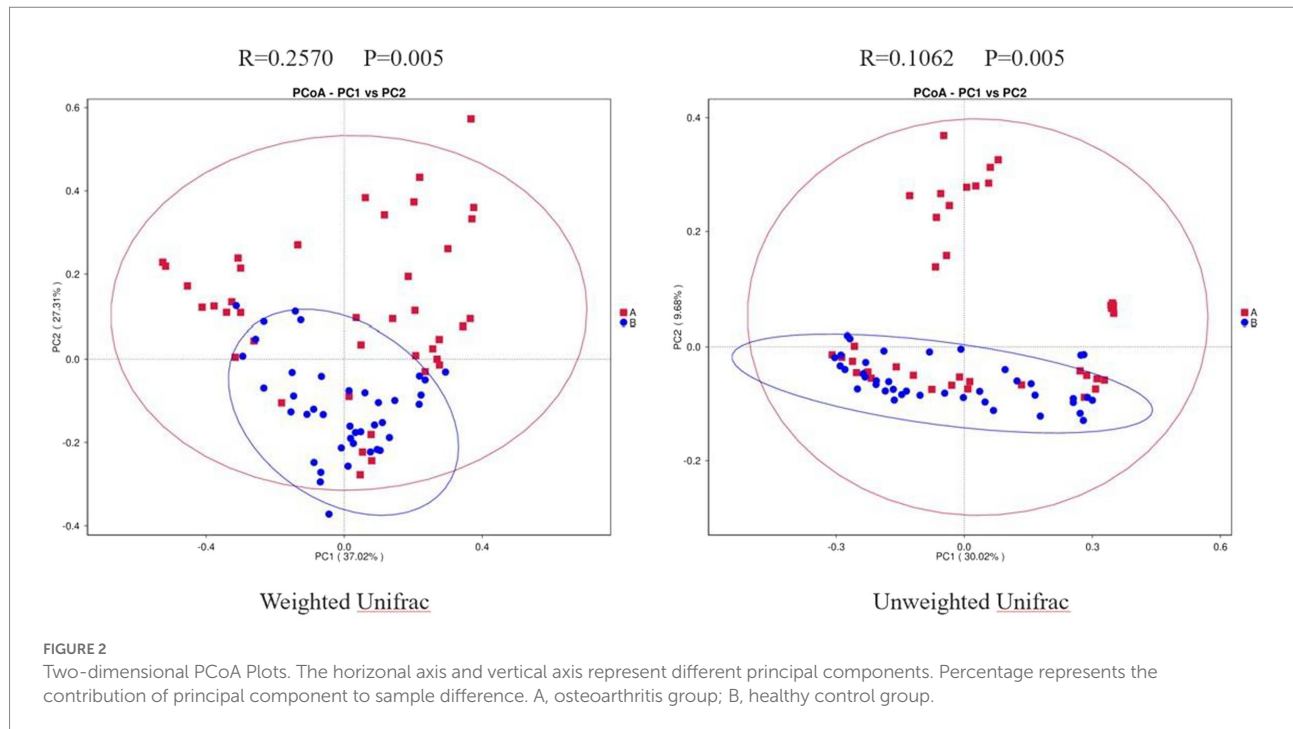 R=0.2570 P=0.005
PCoA - PC1 vs PC2
0.6
0.4
0.2
0.0
-0.2
-0.4
PC2 ( 27.31% )
-0.4 0.0 0.4
PC1 ( 37.02% )
A
B
Weighted Unifrac
R=0.1062 P=0.005
PCoA - PC1 vs PC2
0.4
0.2
0.0
-0.2
PC2 ( 9.68% )
-0.3 0.0 0.3 0.6
PC1 ( 30.02% )
A
B
Unweighted Unifrac
FIGURE 2
Two-dimensional PCoA Plots. The horizonal axis and vertical axis represent different principal components. Percentage represents the
contribution of principal component to sample difference. A, osteoarthritis group; B, healthy control group.